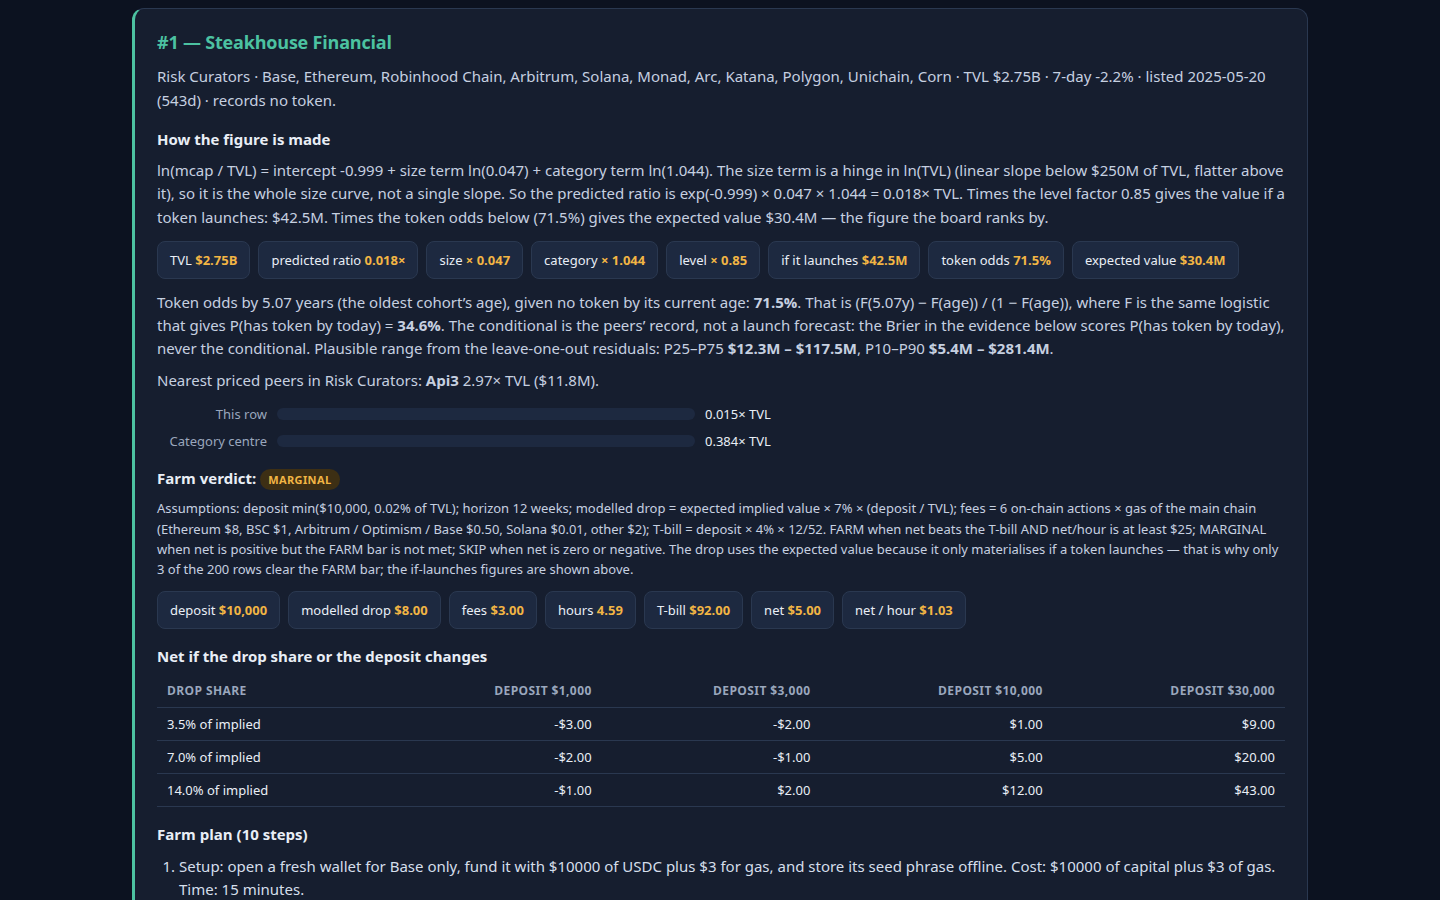 #1 — Steakhouse Financial
Risk Curators · Base, Ethereum, Robinhood Chain, Arbitrum, Solana, Monad, Arc, Katana, Polygon, Unichain, Corn · TVL $2.75B · 7-day -2.2% · listed 2025-05-20
(543d) · records no token.
How the figure is made
ln(mcap / TVL) = intercept -0.999 + size term ln(0.047) + category term ln(1.044). The size term is a hinge in ln(TVL) (linear slope below $250M of TVL, flatter above
it), so it is the whole size curve, not a single slope. So the predicted ratio is exp(-0.999) × 0.047 × 1.044 = 0.018× TVL. Times the level factor 0.85 gives the value if a
token launches: $42.5M. Times the token odds below (71.5%) gives the expected value $30.4M — the figure the board ranks by.
TVL $2.75B predicted ratio 0.018× size × 0.047 category × 1.044 level × 0.85 if it launches $42.5M token odds 71.5% expected value $30.4M
Token odds by 5.07 years (the oldest cohort’s age), given no token by its current age: 71.5%. That is (F(5.07y) − F(age)) / (1 − F(age)), where F is the same logistic
that gives P(has token by today) = 34.6%. The conditional is the peers’ record, not a launch forecast: the Brier in the evidence below scores P(has token by today),
never the conditional. Plausible range from the leave-one-out residuals: P25–P75 $12.3M – $117.5M, P10–P90 $5.4M – $281.4M.
Nearest priced peers in Risk Curators: Api3 2.97× TVL ($11.8M).
This row 0.015× TVL
Category centre 0.384× TVL
Farm verdict: MARGINAL
Assumptions: deposit min($10,000, 0.02% of TVL); horizon 12 weeks; modelled drop = expected implied value × 7% × (deposit / TVL); fees = 6 on-chain actions × gas of the main chain
(Ethereum $8, BSC $1, Arbitrum / Optimism / Base $0.50, Solana $0.01, other $2); T-bill = deposit × 4% × 12/52. FARM when net beats the T-bill AND net/hour is at least $25; MARGINAL
when net is positive but the FARM bar is not met; SKIP when net is zero or negative. The drop uses the expected value because it only materialises if a token launches — that is why only
3 of the 200 rows clear the FARM bar; the if-launches figures are shown above.
deposit $10,000 modelled drop $8.00 fees $3.00 hours 4.59 T-bill $92.00 net $5.00 net / hour $1.03
Net if the drop share or the deposit changes
DROP SHARE DEPOSIT $1,000 DEPOSIT $3,000 DEPOSIT $10,000 DEPOSIT $30,000
3.5% of implied -$3.00 -$2.00 $1.00 $9.00
7.0% of implied -$2.00 -$1.00 $5.00 $20.00
14.0% of implied -$1.00 $2.00 $12.00 $43.00
Farm plan (10 steps)
1. Setup: open a fresh wallet for Base only, fund it with $10000 of USDC plus $3 for gas, and store its seed phrase offline. Cost: $10000 of capital plus $3 of gas.
Time: 15 minutes.